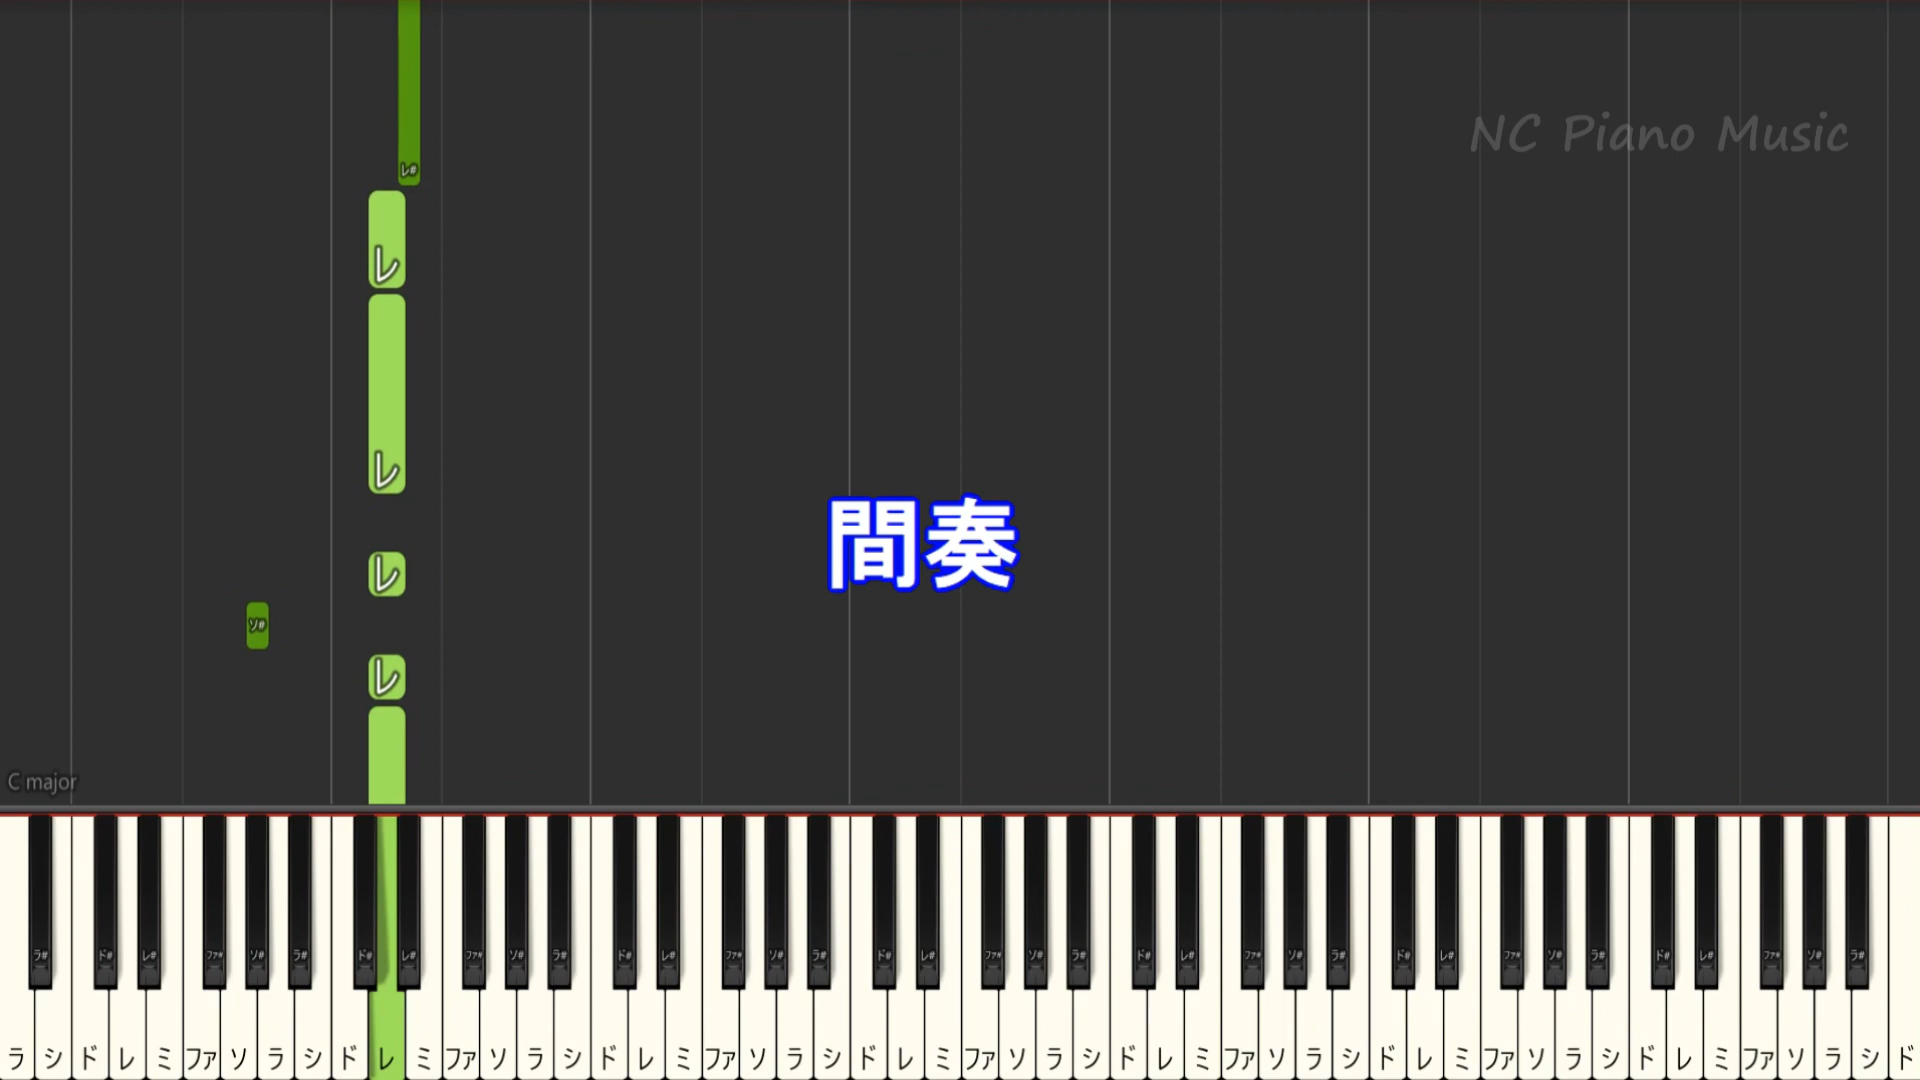 NC Piano Music
レ#
レ
レ
間奏
レ
ソ#
レ
C major
ラ# ド# レ# ファ# ソ# ラ# ド# レ# ファ# ソ# ラ# ド# レ# ファ# ソ# ラ# ド# レ# ファ# ソ# ラ# ド# レ# ファ# ソ# ラ# ド# レ# ファ# ソ# ラ# ド# レ# ファ# ソ# ラ#
ラ シ ド レ ミ ファ ソ ラ シ ド レ ミ ファ ソ ラ シ ド レ ミ ファ ソ ラ シ ド レ ミ ファ ソ ラ シ ド レ ミ ファ ソ ラ シ ド レ ミ ファ ソ ラ シ ド レ ミ ファ ソ ラ シ ド